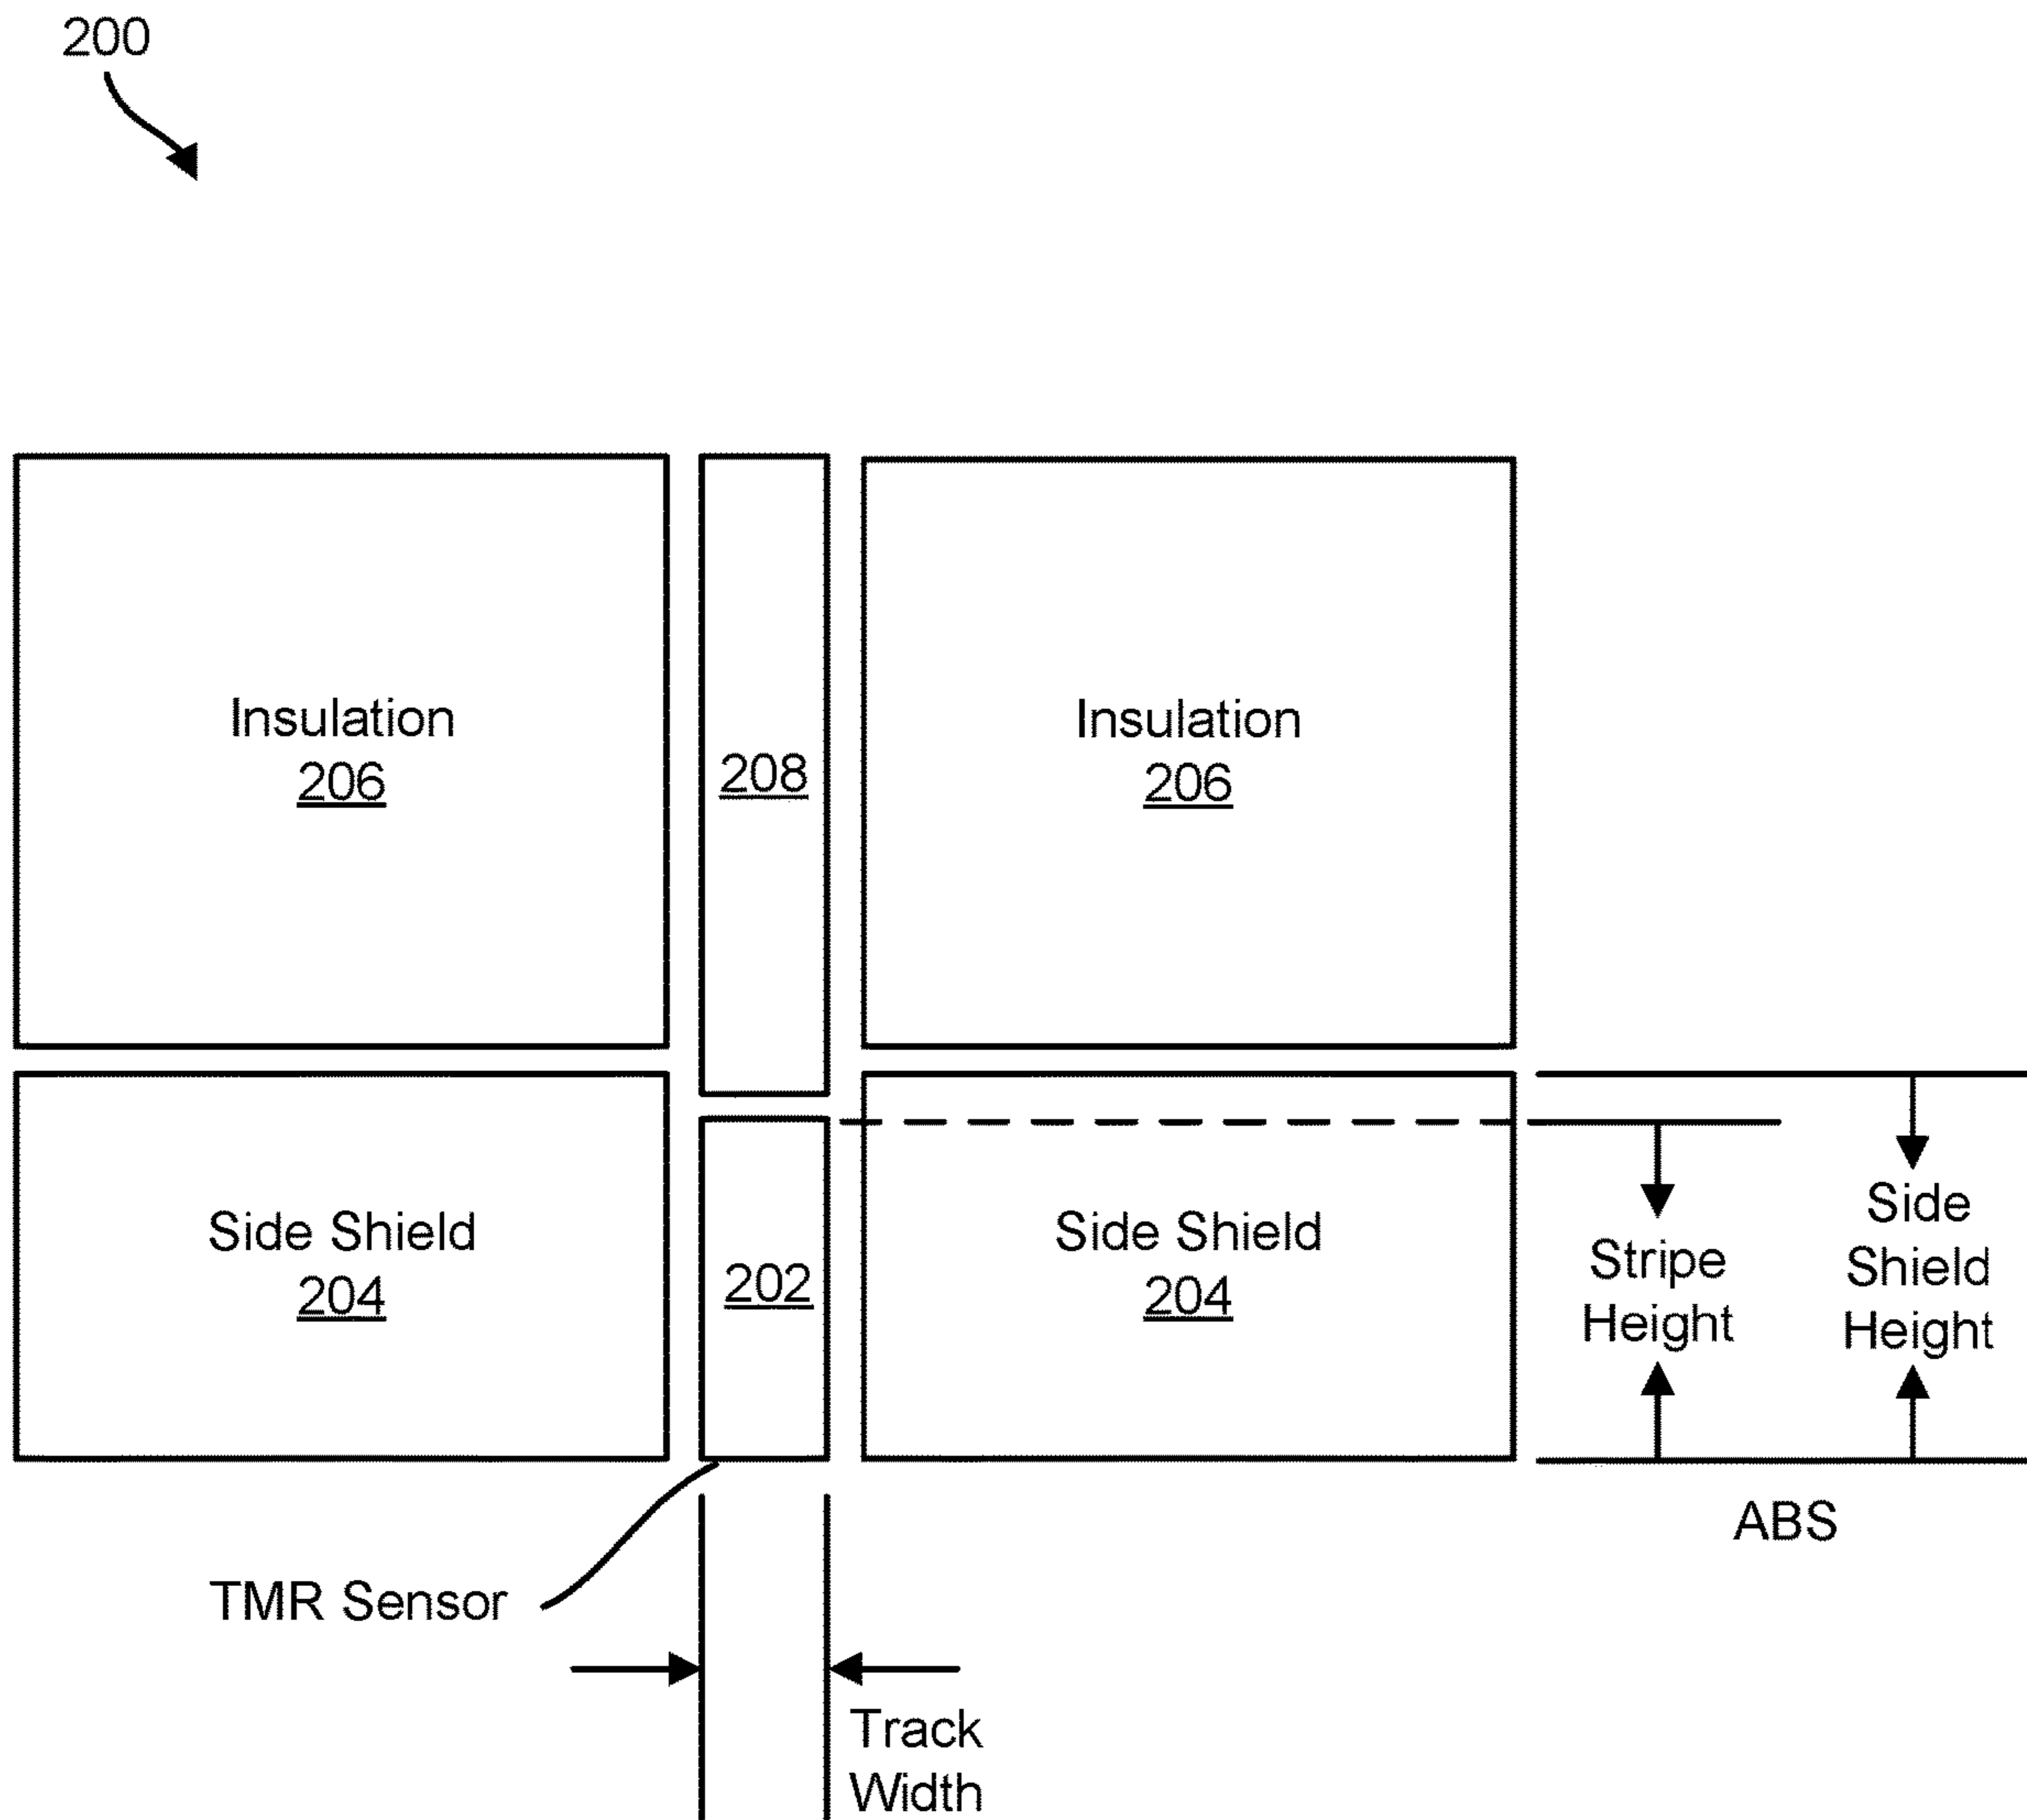 200
Insulation
206
208
Insulation
206
Side Shield
204
202
Side Shield
204
Stripe
Height
Side
Shield
Height
ABS
TMR Sensor
Track
Width